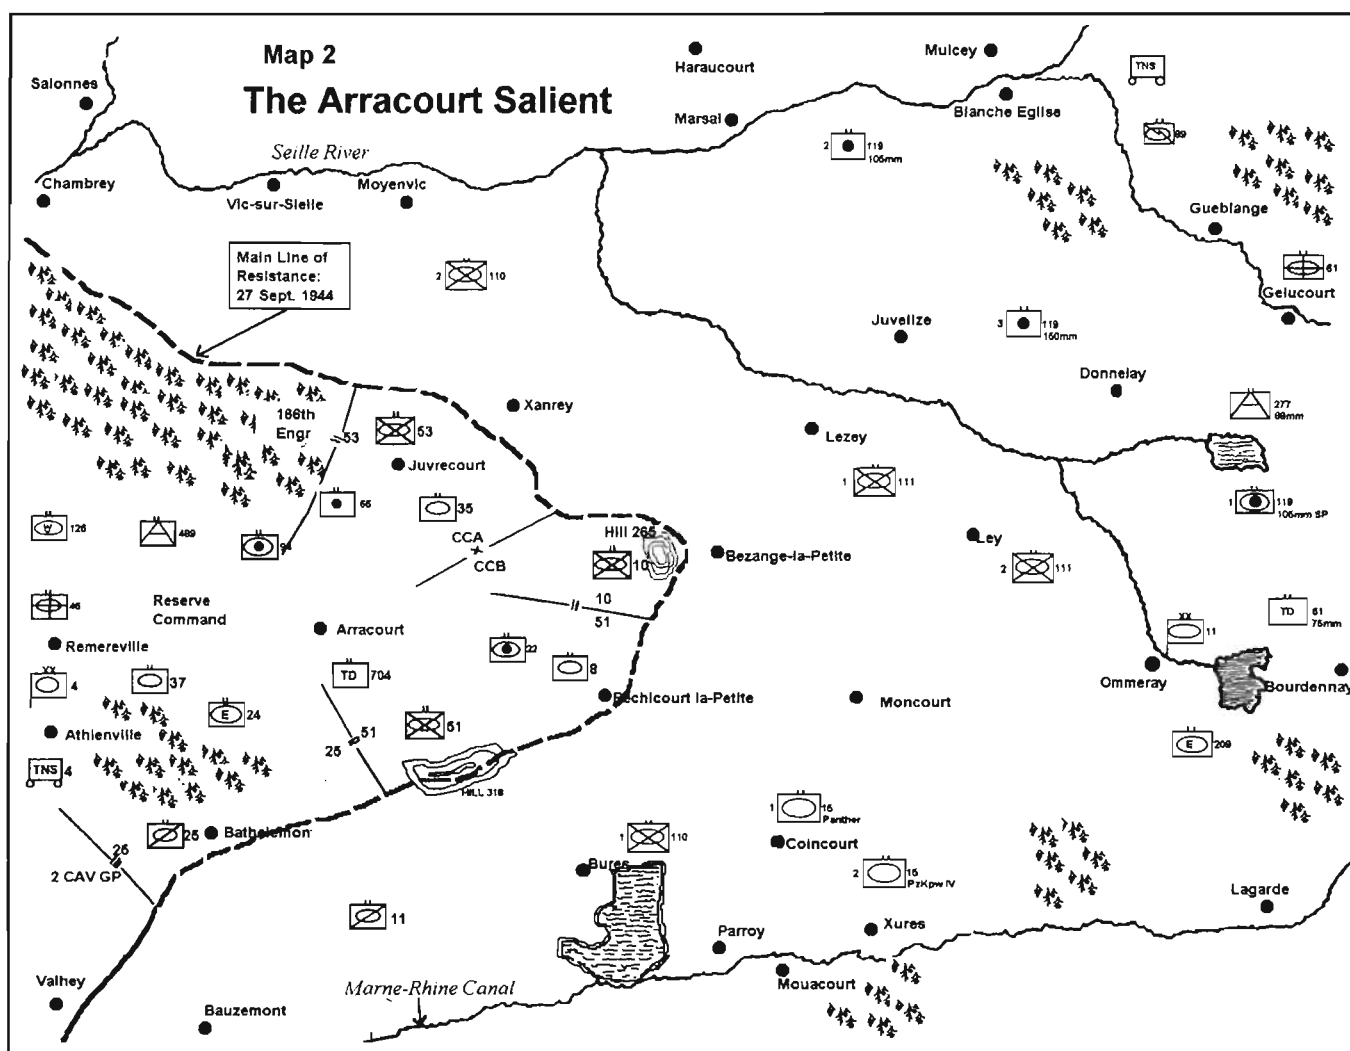 Map 2
The Arracourt Salient
Salonnes
Haraucourt
Mulcey
TNS
Marsal
Blanche Eglise
2 119
105mm
89
Seille River
Chambrey
Vic-sur-Sielle
Moyenvic
Gueblange
Main Line of
Resistance:
27 Sept. 1944
2 110
61
Gelucourt
Juvelize
3 119
150mm
Donnelay
166th
Engr
53
53
Xanrey
Lezey
277
88mm
Juvrecourt
1 111
66
35
1 119
105mm SP
126
489
94
CCA
CCB
Hill 265
10
Bezange-la-Petite
Ley
2 111
46
Reserve
Command
10
51
TD 61
75mm
Remereville
Arracourt
22
8
11
4
37
TD 704
Ommeray
Bourdennay
E 24
Bechicourt la-Petite
Moncourt
Athienville
51
25
51
E 209
TNS 4
HILL 318
1 15
Panther
25
Bathelemont
1 110
Coincourt
25
2 CAV GP
Bures
2 15
PzKpw IV
Lagarde
11
Parroy
Xures
Valhey
Marne-Rhine Canal
Mouacourt
Bauzemont